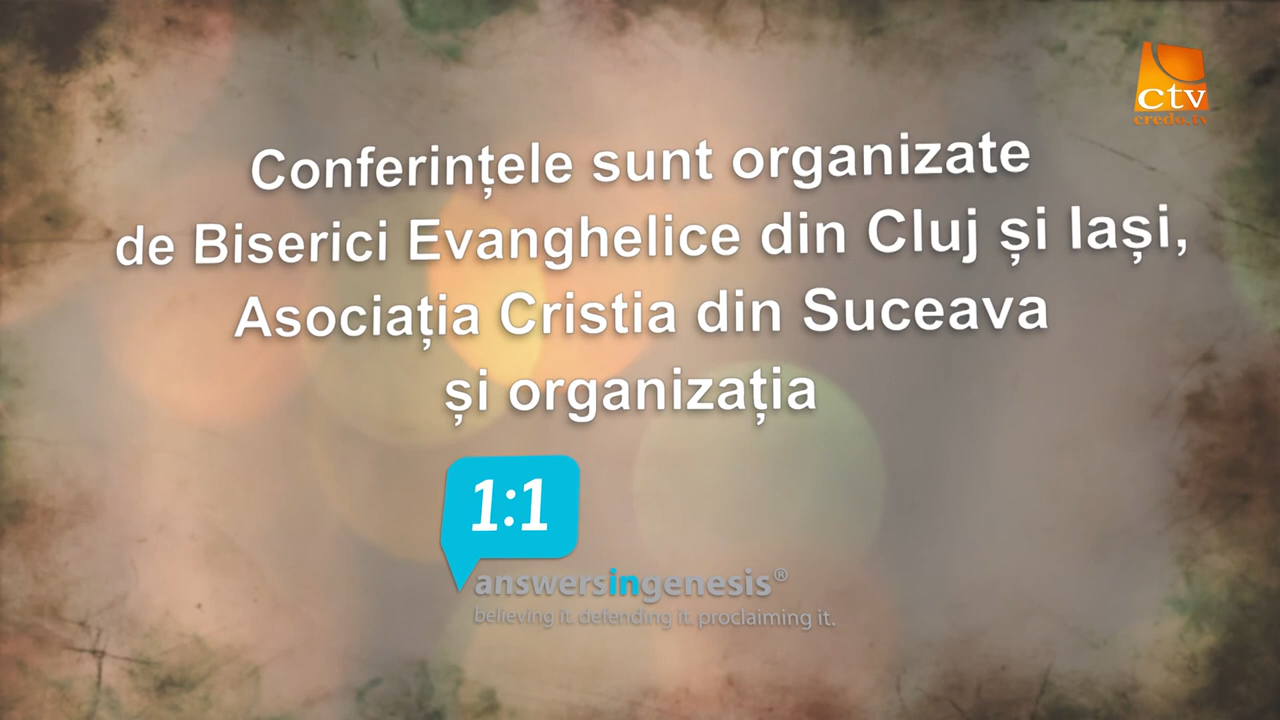 ctv
credo.tv
Conferințele sunt organizate
de Biserici Evanghelice din Cluj și Iași,
Asociația Cristia din Suceava
și organizația
1:1
answersingenesis®
believing it. defending it. proclaiming it.